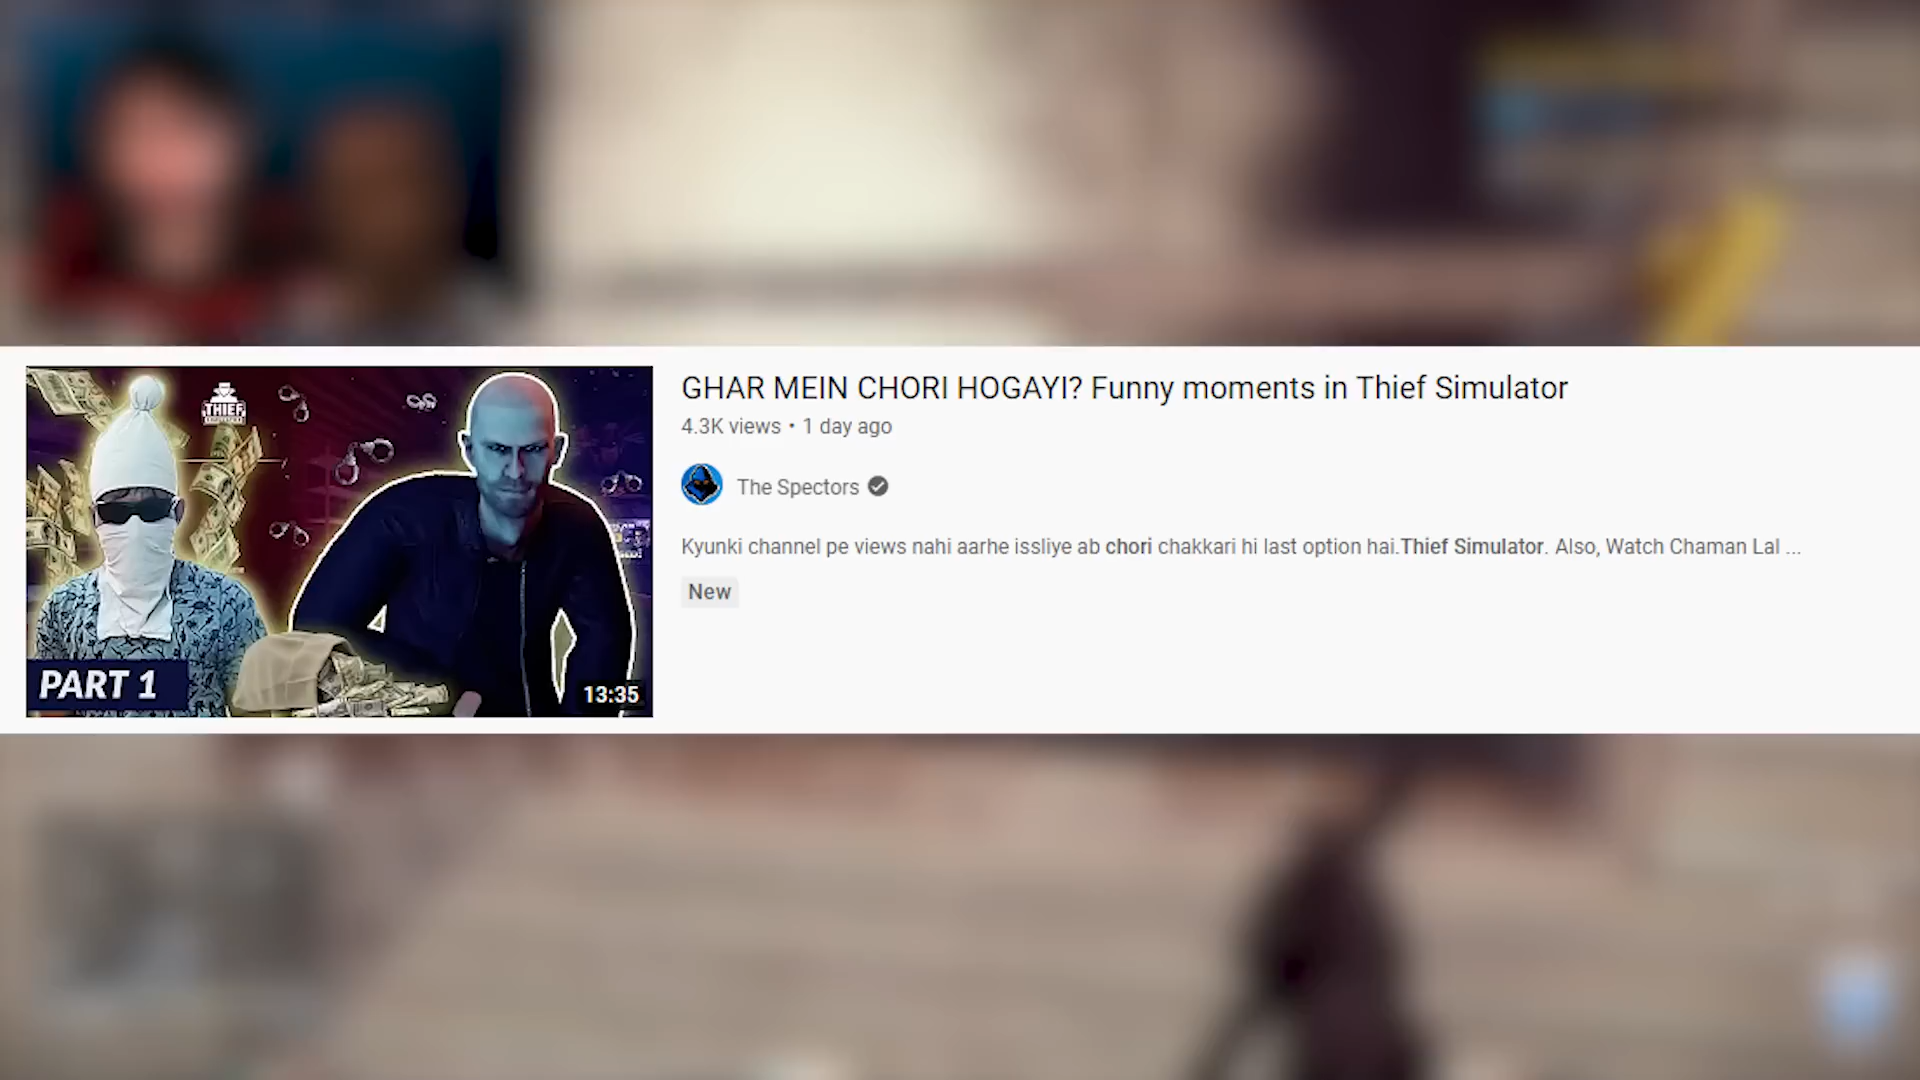 THIEF
GHAR MEIN CHORI HOGAYI? Funny moments in Thief Simulator
4.3K views • 1 day ago
The Spectors
Kyunki channel pe views nahi aarhe issliye ab chori chakkari hi last option hai.Thief Simulator. Also, Watch Chaman Lal ...
New
PART 1
13:35